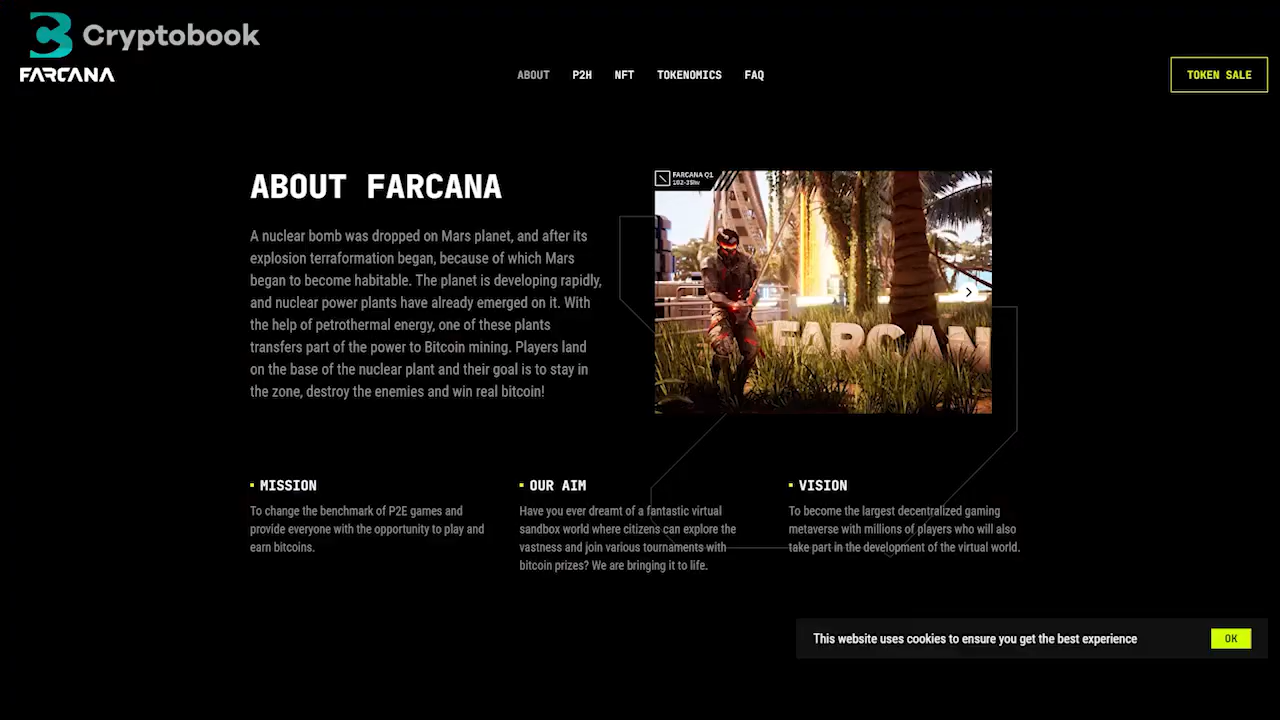 Cryptobook
FARCANA
ABOUT P2H NFT TOKENOMICS FAQ
TOKEN SALE
ABOUT FARCANA
A nuclear bomb was dropped on Mars planet, and after its
explosion terraformation began, because of which Mars
began to become habitable. The planet is developing rapidly,
and nuclear power plants have already emerged on it. With
the help of petrothermal energy, one of these plants
transfers part of the power to Bitcoin mining. Players land
on the base of the nuclear plant and their goal is to stay in
the zone, destroy the enemies and win real bitcoin!
FARCANA Q1
102-35hv
FARCAN
MISSION
To change the benchmark of P2E games and
provide everyone with the opportunity to play and
earn bitcoins.
OUR AIM
Have you ever dreamt of a fantastic virtual
sandbox world where citizens can explore the
vastness and join various tournaments with
bitcoin prizes? We are bringing it to life.
VISION
To become the largest decentralized gaming
metaverse with millions of players who will also
take part in the development of the virtual world.
This website uses cookies to ensure you get the best experience
OK